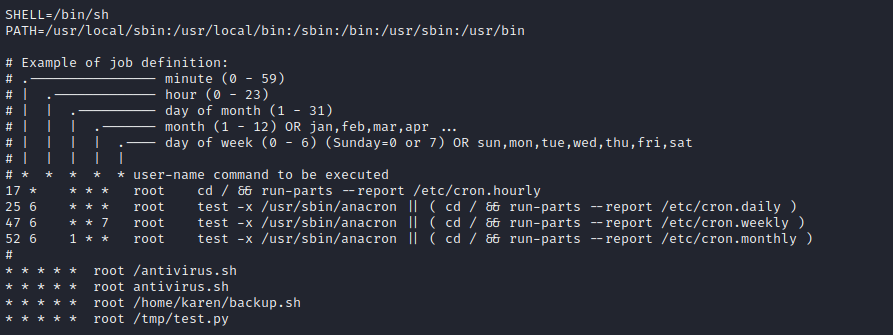 SHELL=/bin/sh
PATH=/usr/local/sbin:/usr/local/bin:/sbin:/bin:/usr/sbin:/usr/bin

# Example of job definition:
# .---------------- minute (0 - 59)
# |  .------------- hour (0 - 23)
# |  |  .---------- day of month (1 - 31)
# |  |  |  .------- month (1 - 12) OR jan,feb,mar,apr ...
# |  |  |  |  .---- day of week (0 - 6) (Sunday=0 or 7) OR sun,mon,tue,wed,thu,fri,sat
# |  |  |  |  |
# *  *  *  *  * user-name command to be executed
17 *    * * *   root    cd / && run-parts --report /etc/cron.hourly
25 6    * * *   root    test -x /usr/sbin/anacron || ( cd / && run-parts --report /etc/cron.daily )
47 6    * * 7   root    test -x /usr/sbin/anacron || ( cd / && run-parts --report /etc/cron.weekly )
52 6    1 * *   root    test -x /usr/sbin/anacron || ( cd / && run-parts --report /etc/cron.monthly )
#
* * * * *  root /antivirus.sh
* * * * *  root antivirus.sh
* * * * *  root /home/karen/backup.sh
* * * * *  root /tmp/test.py